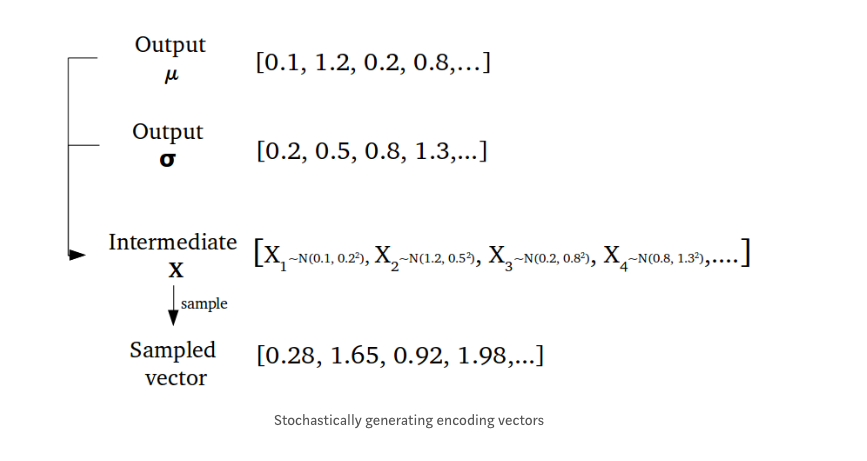 Output
μ
[0.1, 1.2, 0.2, 0.8,...]
Output
σ
[0.2, 0.5, 0.8, 1.3,...]
Intermediate
X
[X₁~N(0.1, 0.2²), X₂~N(1.2, 0.5²), X₃~N(0.2, 0.8²), X₄~N(0.8, 1.3²),....]
sample
Sampled
vector
[0.28, 1.65, 0.92, 1.98,...]
Stochastically generating encoding vectors